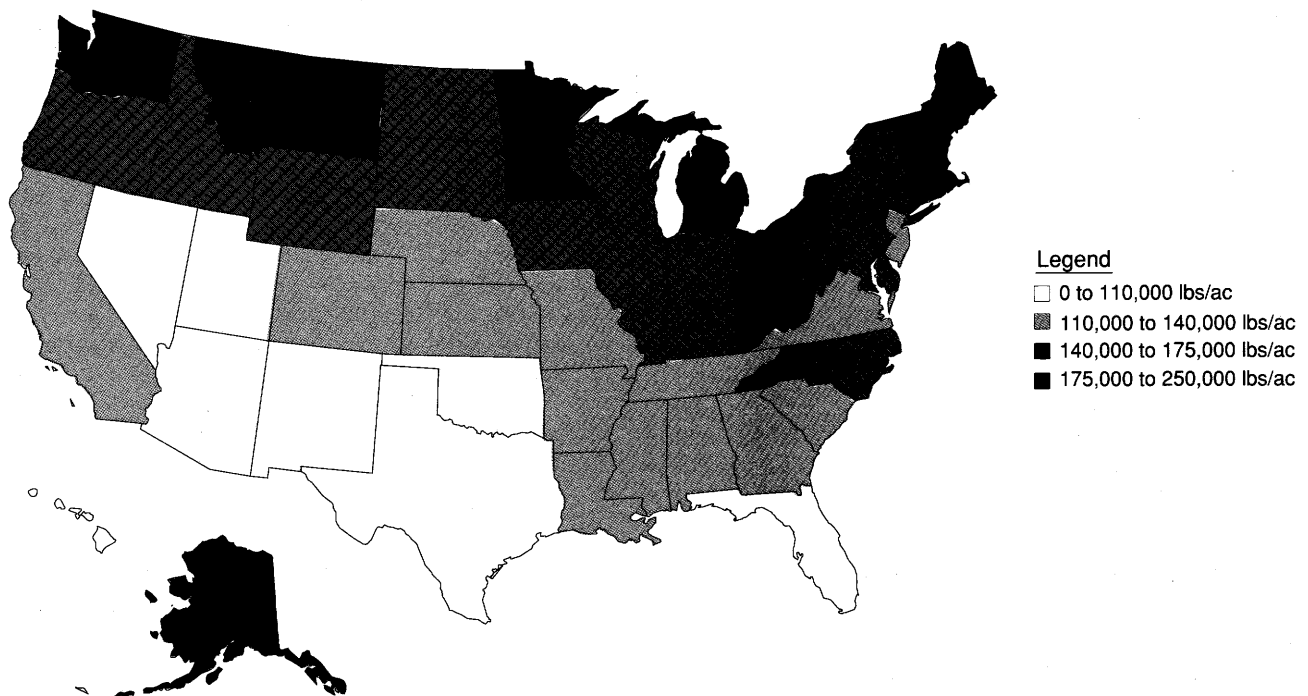 Legend
0 to 110,000 lbs/ac
110,000 to 140,000 lbs/ac
140,000 to 175,000 lbs/ac
175,000 to 250,000 lbs/ac